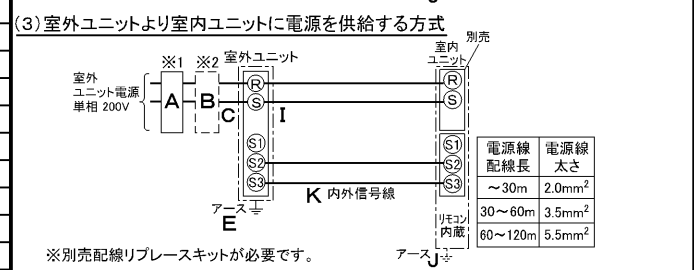 (3)室外ユニットより室内ユニットに電源を供給する方式
※1 ※2 室外ユニット
室内
ユニット
別売
室外
ユニット電源
単相 200V
A B C I
R R
S S
S1 S1
S2 S2
S3 S3
K 内外信号線
アース
E
リモコン
内蔵
アース J
電源線
配線長
電源線
太さ
～30m 2.0mm²
30～60m 3.5mm²
60～120m 5.5mm²
※別売配線リプレースキットが必要です。